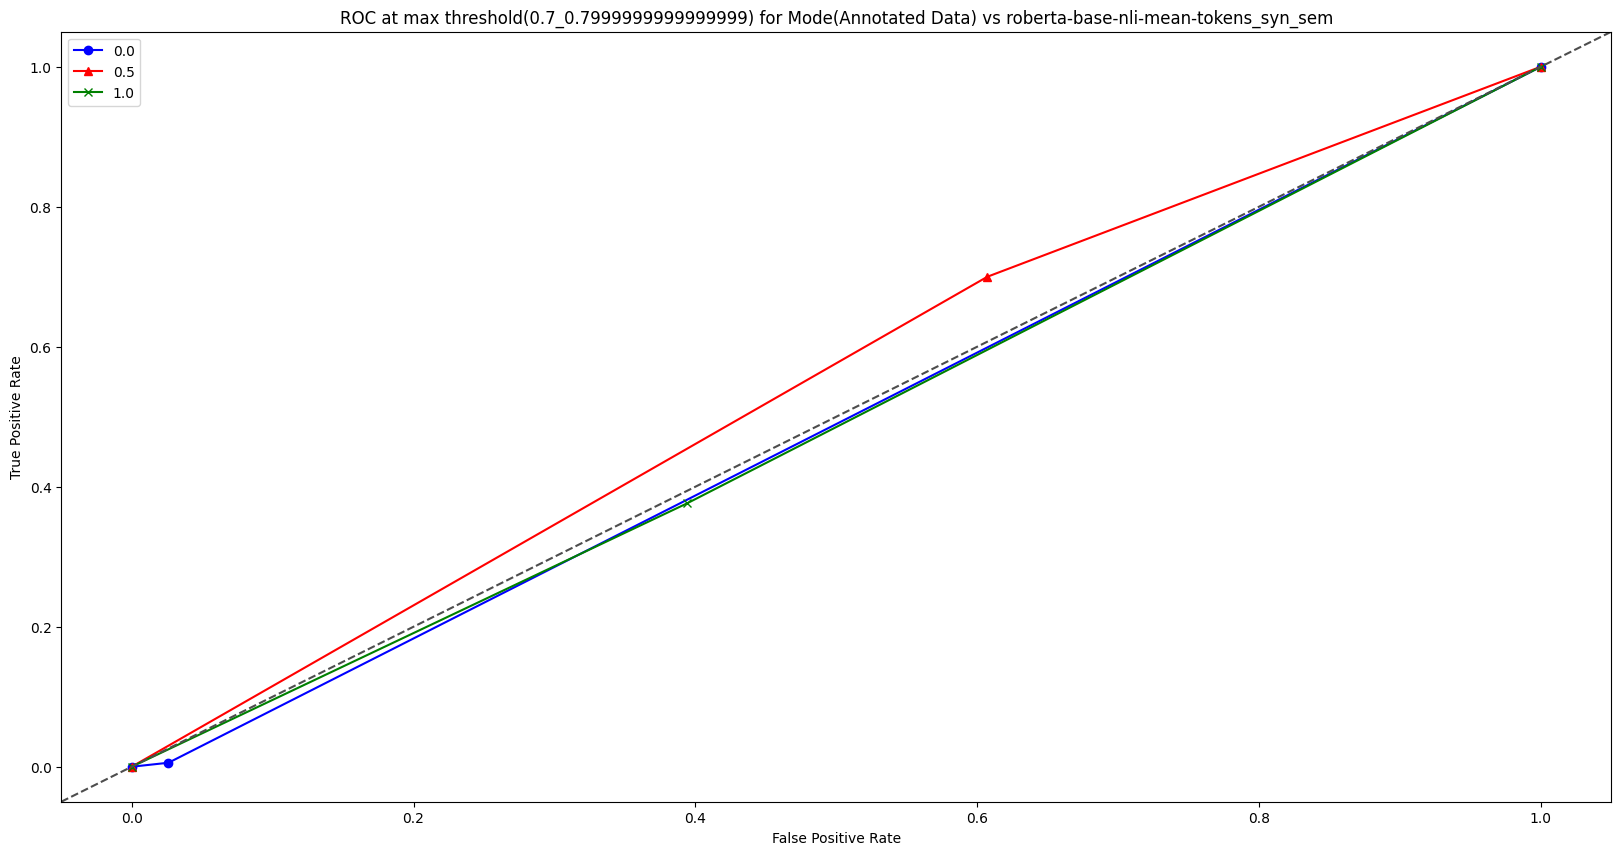 ROC at max threshold(0.7_0.7999999999999999) for Mode(Annotated Data) vs roberta-base-nli-mean-tokens_syn_sem
0.0
0.5
1.0
1.0
0.8
0.6
0.4
0.2
0.0
True Positive Rate
0.0 0.2 0.4 0.6 0.8 1.0
False Positive Rate